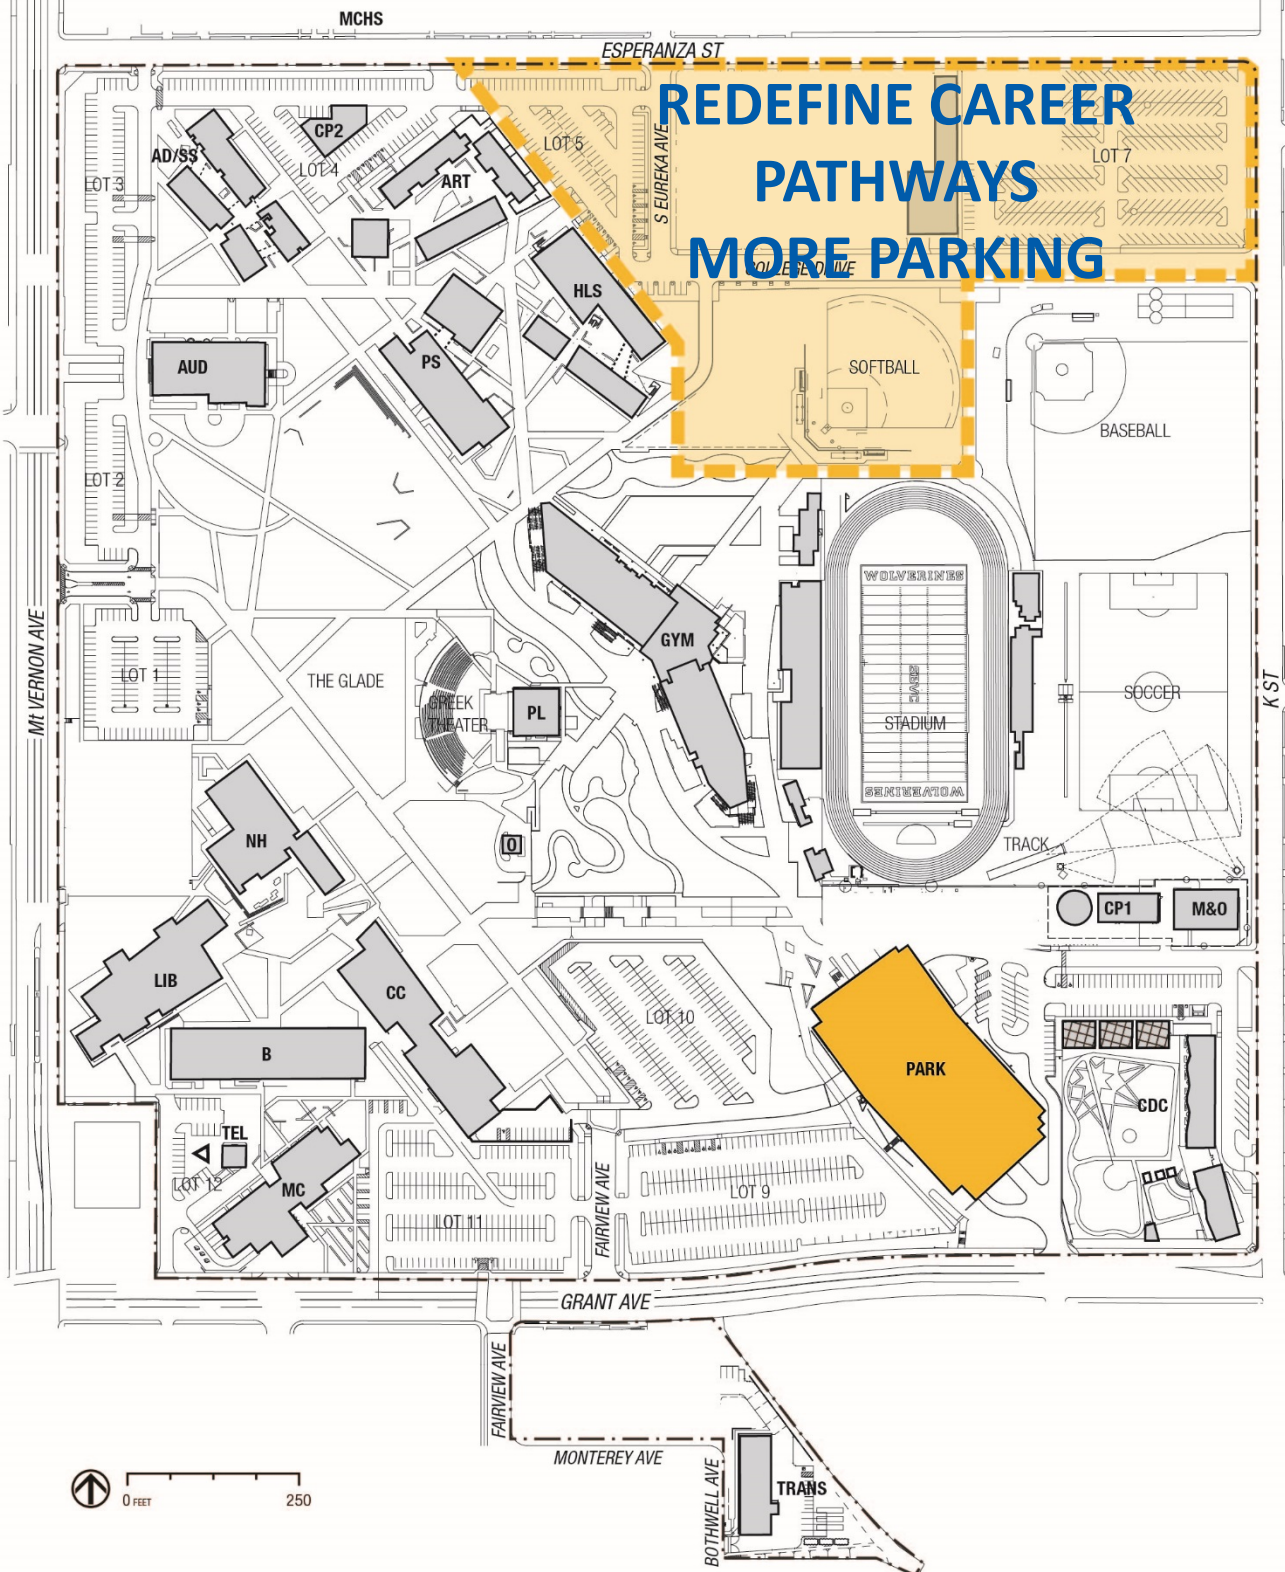 MCHS
ESPERANZA ST
REDEFINE CAREER
PATHWAYS
MORE PARKING
LOT 5
S EUREKA AVE
LOT 7
COLLEGE DRIVE
CP2
AD/SS
LOT 4
LOT 3
ART
HLS
PS
AUD
SOFTBALL
BASEBALL
LOT 2
WOLVERINES
GYM
Mt VERNON AVE
LOT 1
THE GLADE
GREEK
THEATER
PL
SBVC
STADIUM
SOCCER
K ST
WOLVERINES
NH
O
TRACK
CP1
M&O
LIB
CC
LOT 10
B
PARK
CDC
TEL
LOT 12
MC
LOT 9
LOT 11
FAIRVIEW AVE
GRANT AVE
FAIRVIEW AVE
MONTEREY AVE
BOTHWELL AVE
TRANS
0 FEET
250